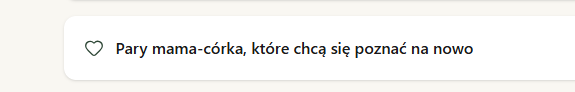 Pary mama-córka, które chcą się poznać na nowo